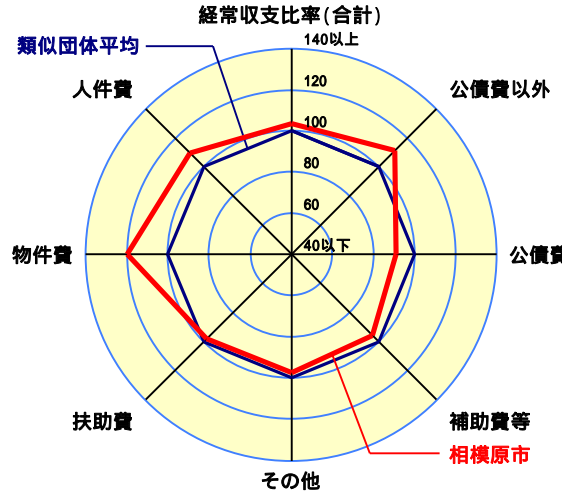 経常収支比率(合計)
類似団体平均
140以上
人件費
公債費以外
120
100
80
60
物件費
40以下
公債費
扶助費
補助費等
相模原市
その他